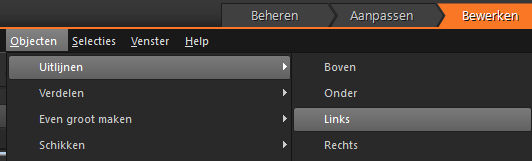 Beheren Aanpassen Bewerken
Objecten Selecties Venster Help
Uitlijnen
Verdelen
Even groot maken
Schikken
Boven
Onder
Links
Rechts